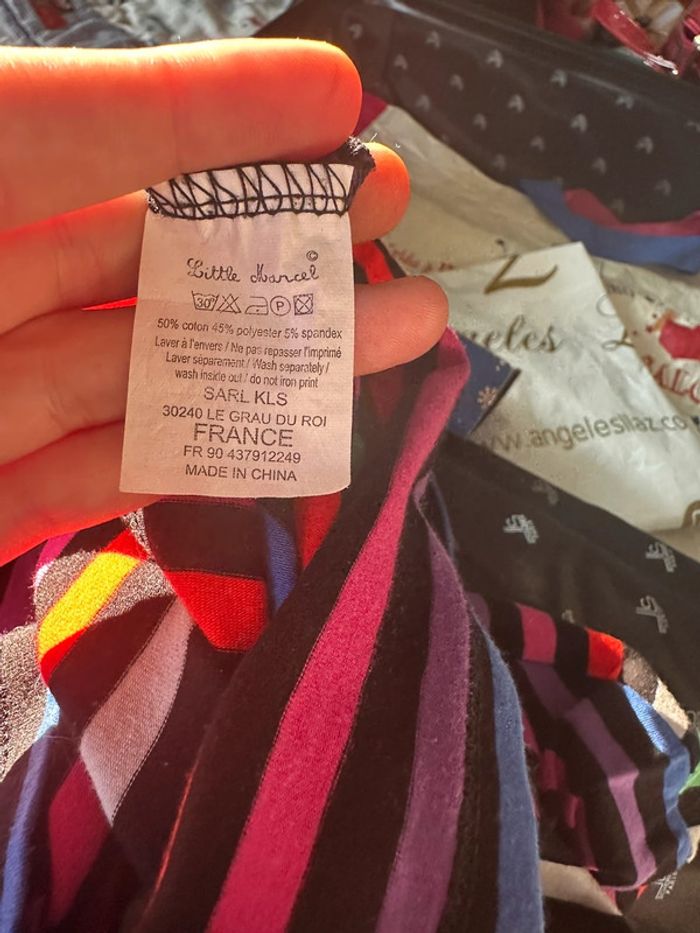 Little Marcel ©
30°
P
50% coton 45% polyester 5% spandex
Laver à l'envers / Ne pas repasser l'imprimé
Laver séparément / Wash separately /
wash inside out / do not iron print
SARL KLS
30240 LE GRAU DU ROI
FRANCE
FR 90 437912249
MADE IN CHINA
www.angelesllaz.co